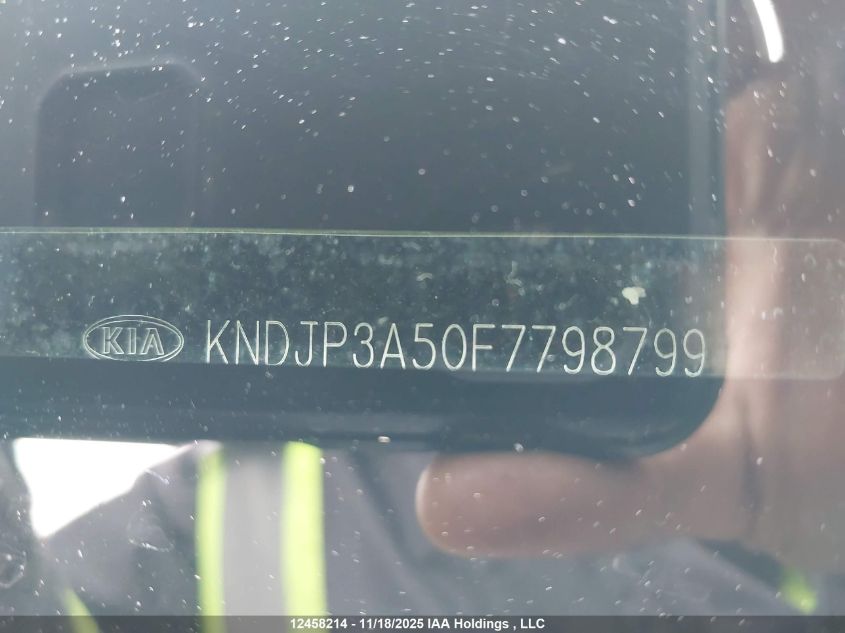 KIA KNDJP3A50F7798799
12458214 - 11/18/2025 IAA Holdings , LLC